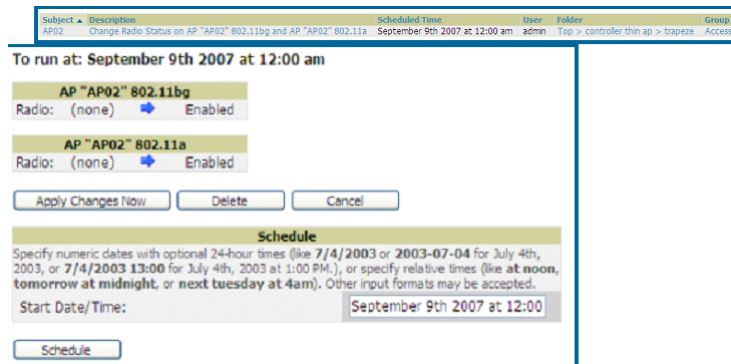 Subject Description Scheduled Time User Folder Group
AP02 Change Radio Status on AP "AP02" 802.11bg and AP "AP02" 802.11a September 9th 2007 at 12:00 am admin Top > controller thin ap > trapeze Access
To run at: September 9th 2007 at 12:00 am
AP "AP02" 802.11bg
Radio: (none) Enabled
AP "AP02" 802.11a
Radio: (none) Enabled
Apply Changes Now Delete Cancel
Schedule
Specify numeric dates with optional 24-hour times (like 7/4/2003 or 2003-07-04 for July 4th,
2003, or 7/4/2003 13:00 for July 4th, 2003 at 1:00 PM.), or specify relative times (like at noon,
tomorrow at midnight, or next tuesday at 4am). Other input formats may be accepted.
Start Date/Time: September 9th 2007 at 12:00
Schedule